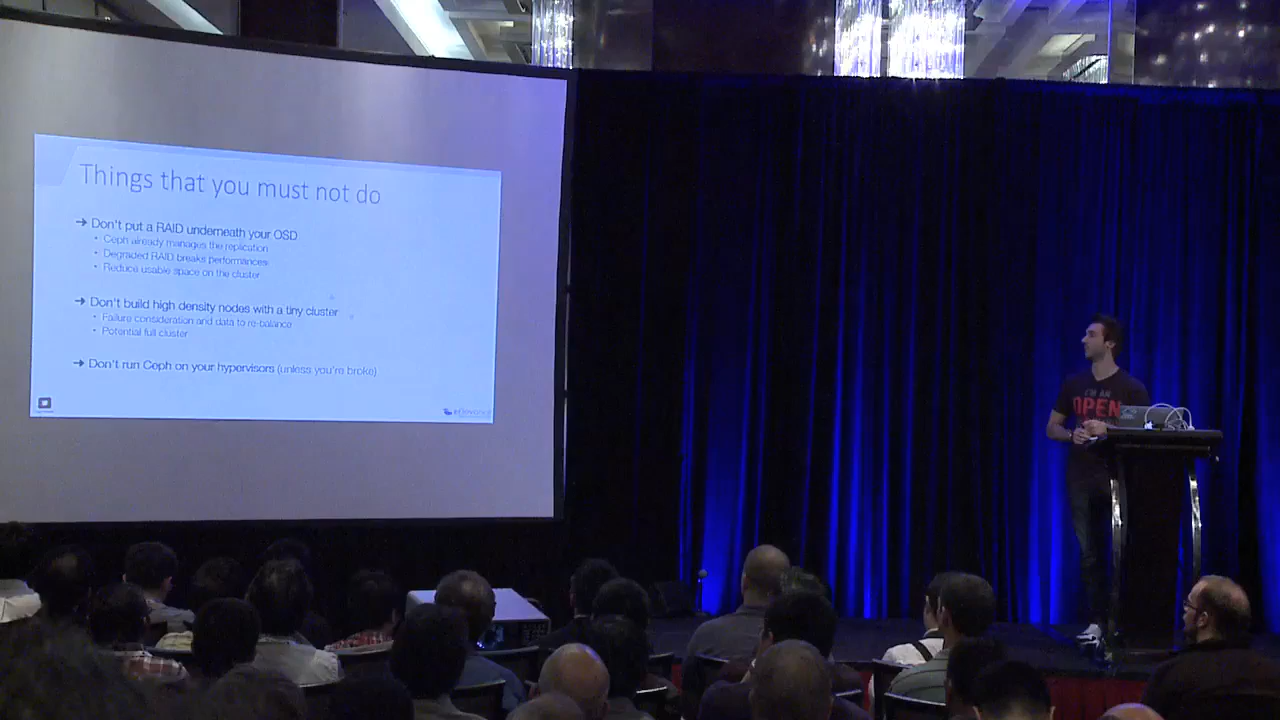 Things that you must not do
➔ Don't put a RAID underneath your OSD
• Ceph already manages the replication
• Degraded RAID breaks performances
• Reduce usable space on the cluster
➔ Don't build high density nodes with a tiny cluster
• Failure consideration and data to re-balance
• Potential full cluster
➔ Don't run Ceph on your hypervisors (unless you're broke)
I'M AN
OPEN